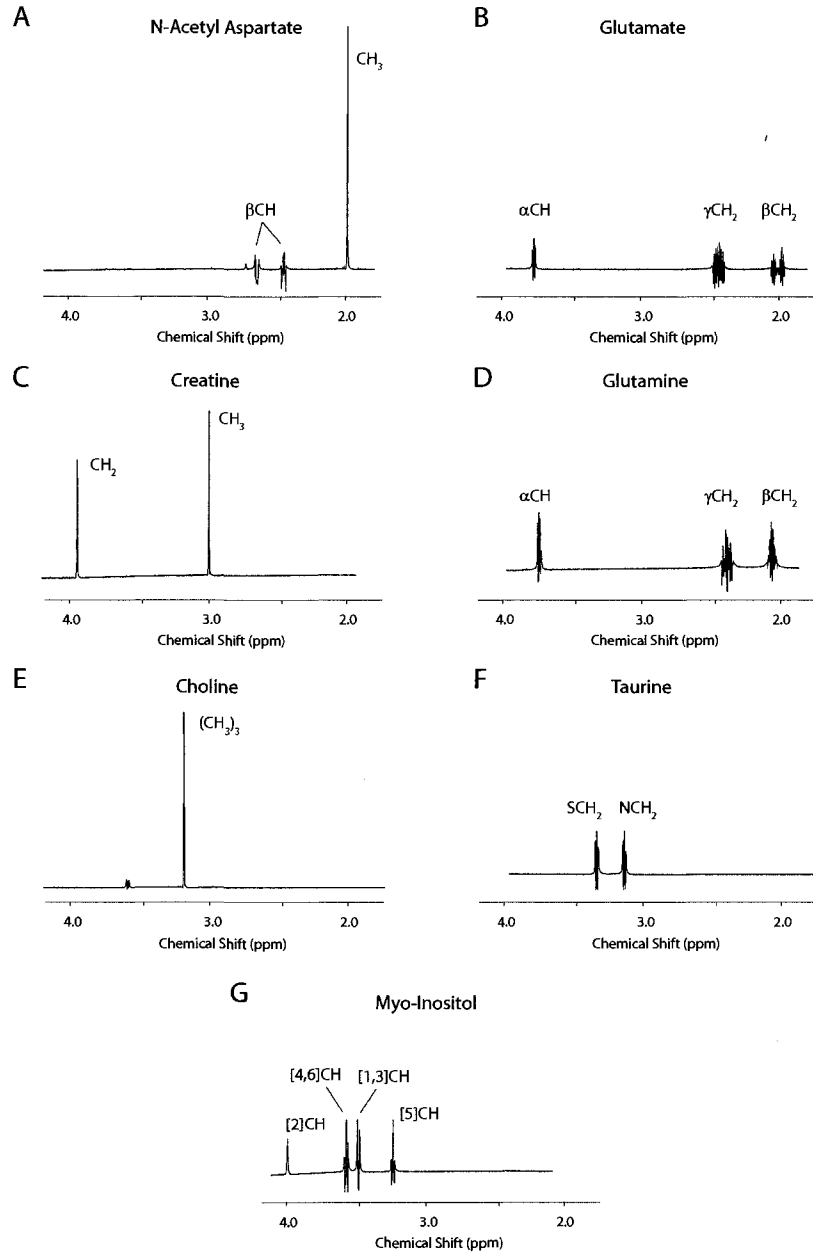 A
N-Acetyl Aspartate
CH₃
βCH
4.0 3.0 2.0
Chemical Shift (ppm)
B
Glutamate
αCH
γCH₂
βCH₂
4.0 3.0 2.0
Chemical Shift (ppm)
C
Creatine
CH₃
CH₂
4.0 3.0 2.0
Chemical Shift (ppm)
D
Glutamine
αCH
γCH₂
βCH₂
4.0 3.0 2.0
Chemical Shift (ppm)
E
Choline
(CH₃)₃
4.0 3.0 2.0
Chemical Shift (ppm)
F
Taurine
SCH₂ NCH₂
4.0 3.0 2.0
Chemical Shift (ppm)
G
Myo-Inositol
[4,6]CH [1,3]CH
[2]CH [5]CH
4.0 3.0 2.0
Chemical Shift (ppm)